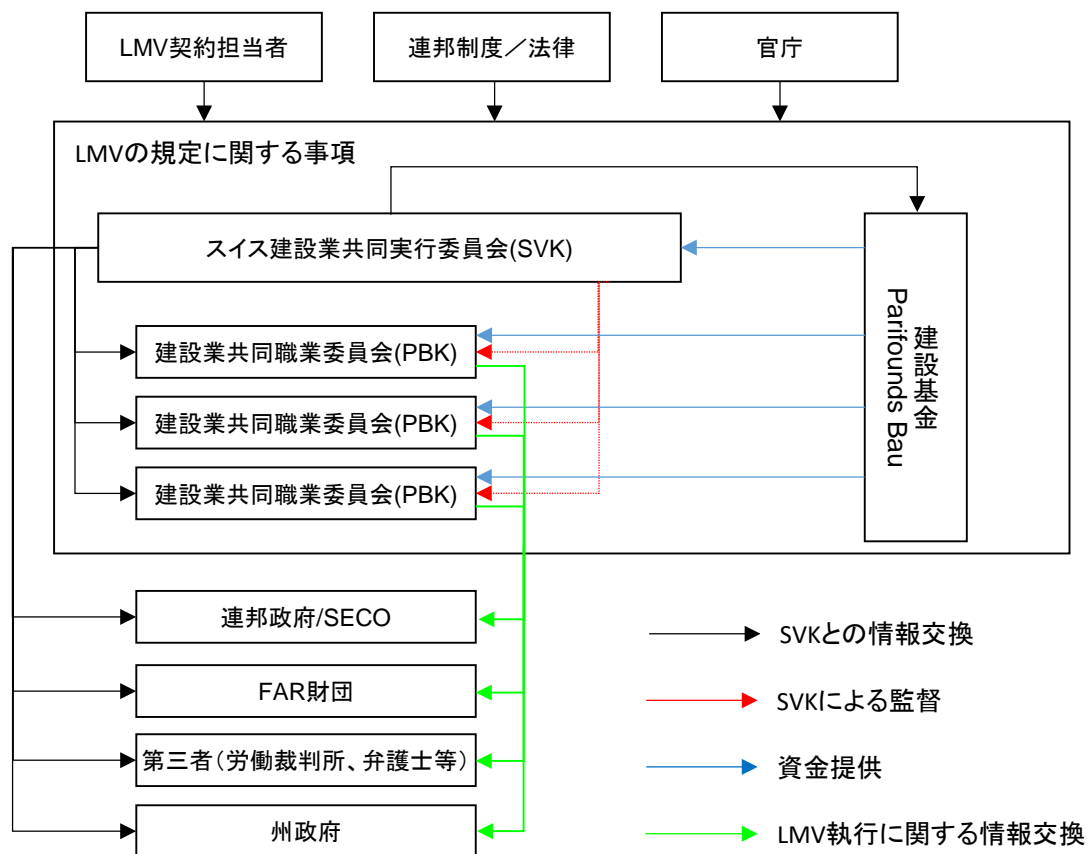 LMV契約担当者
連邦制度／法律
官庁
LMVの規定に関する事項
スイス建設業共同実行委員会(SVK)
建設業共同職業委員会(PBK)
建設業共同職業委員会(PBK)
建設業共同職業委員会(PBK)
建設基金
Parifounds Bau
連邦政府/SECO
FAR財団
第三者（労働裁判所、弁護士等）
州政府
SVKとの情報交換
SVKによる監督
資金提供
LMV執行に関する情報交換